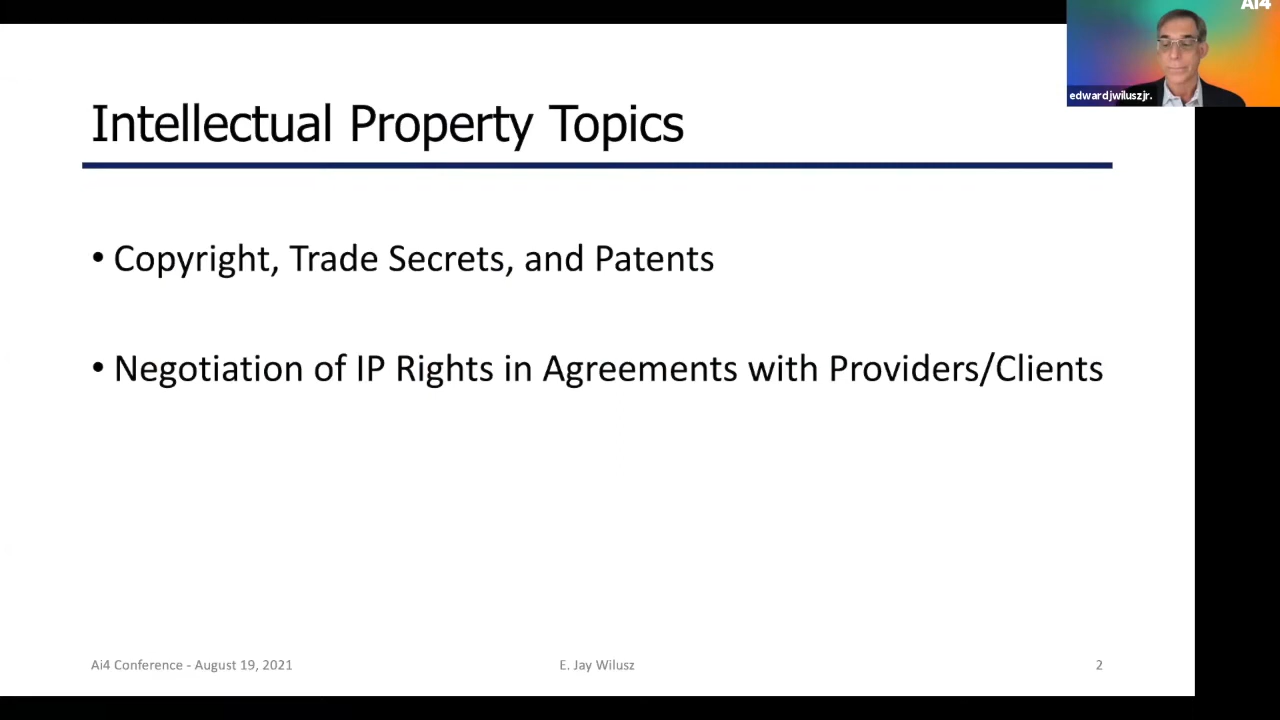 Ai4
edwardjwiluszjr.
Intellectual Property Topics
• Copyright, Trade Secrets, and Patents
• Negotiation of IP Rights in Agreements with Providers/Clients
Ai4 Conference - August 19, 2021
E. Jay Wilusz
2